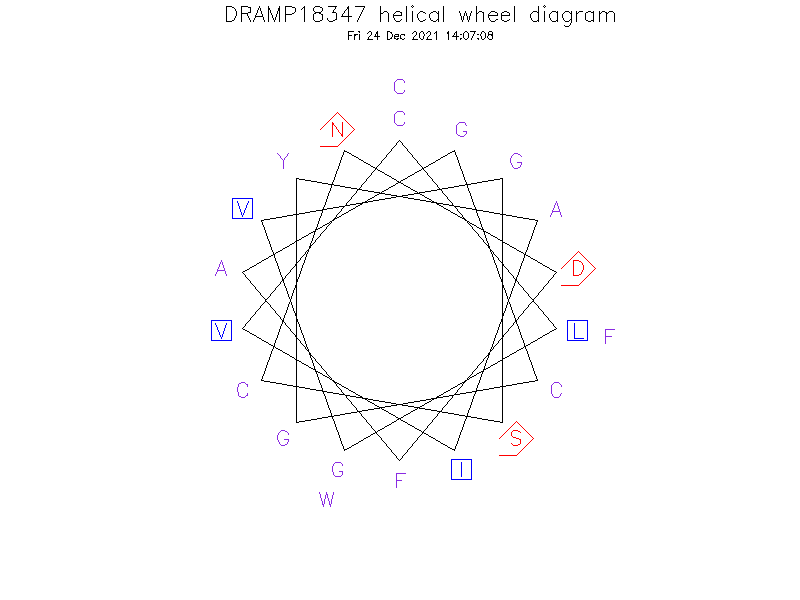 DRAMP18347 helical wheel diagram
Fri 24 Dec 2021 14:07:08
C
C
N G
Y G
V A
A D
V L F
C C
G S
G I
F
W